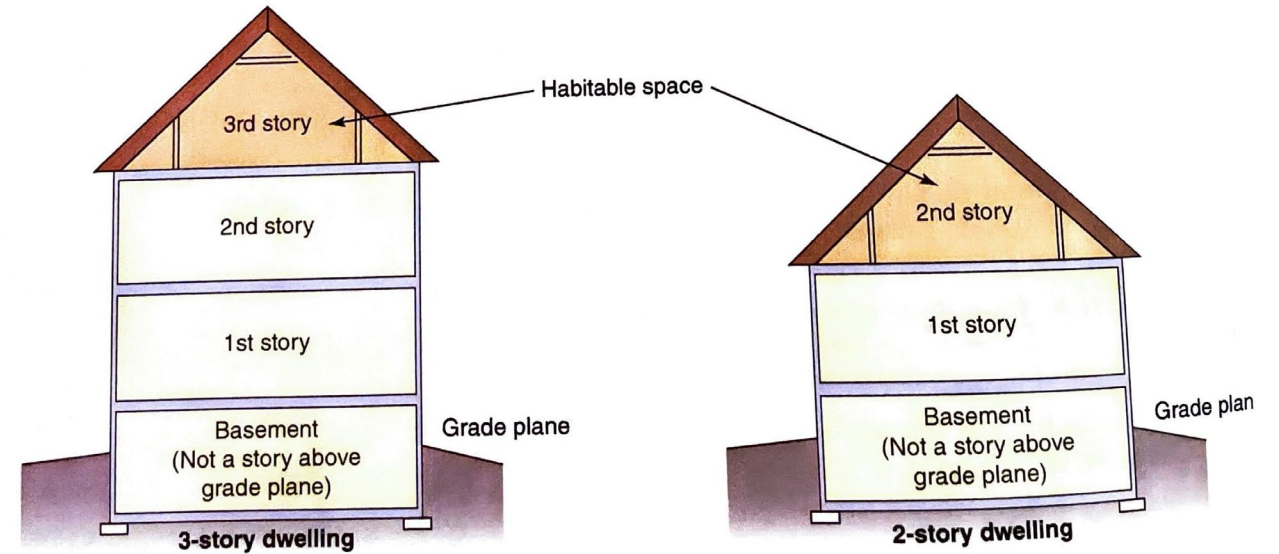 Habitable space
3rd story
2nd story
1st story
Basement
(Not a story above
grade plane)
Grade plane
3-story dwelling
2nd story
1st story
Basement
(Not a story above
grade plane)
Grade plan
2-story dwelling